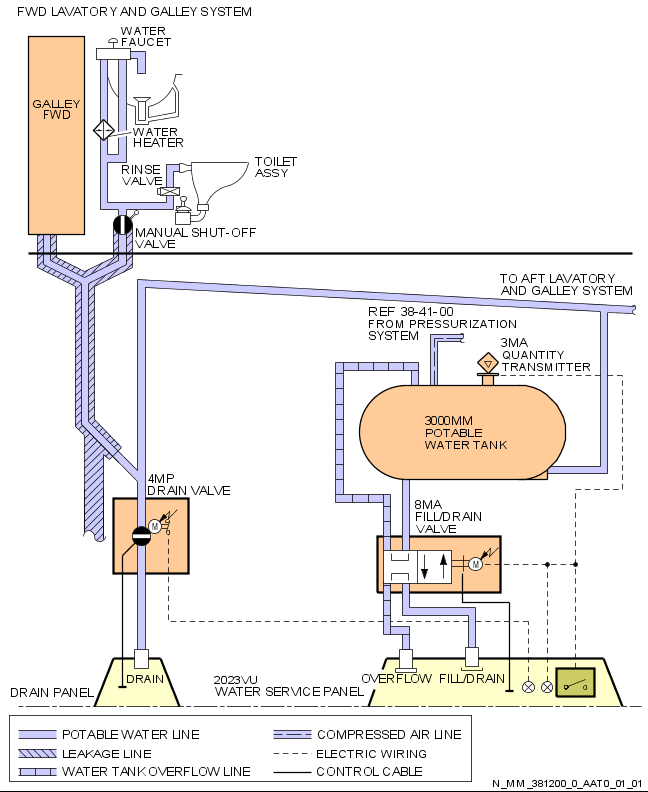 FWD LAVATORY AND GALLEY SYSTEM
WATER
FAUCET
GALLEY
FWD
WATER
HEATER
RINSE
VALVE
TOILET
ASSY
MANUAL SHUT-OFF
VALVE
TO AFT LAVATORY
AND GALLEY SYSTEM
REF 38-41-00
FROM PRESSURIZATION
SYSTEM
3MA
QUANTITY
TRANSMITTER
3000MM
POTABLE
WATER TANK
4MP
DRAIN VALVE
M
8MA
FILL/DRAIN
VALVE
M
DRAIN PANEL
DRAIN
2023VU
WATER SERVICE PANEL
OVERFLOW
FILL/DRAIN
POTABLE WATER LINE
LEAKAGE LINE
WATER TANK OVERFLOW LINE
COMPRESSED AIR LINE
ELECTRIC WIRING
CONTROL CABLE
N_MM_381200_0_AAT0_01_01